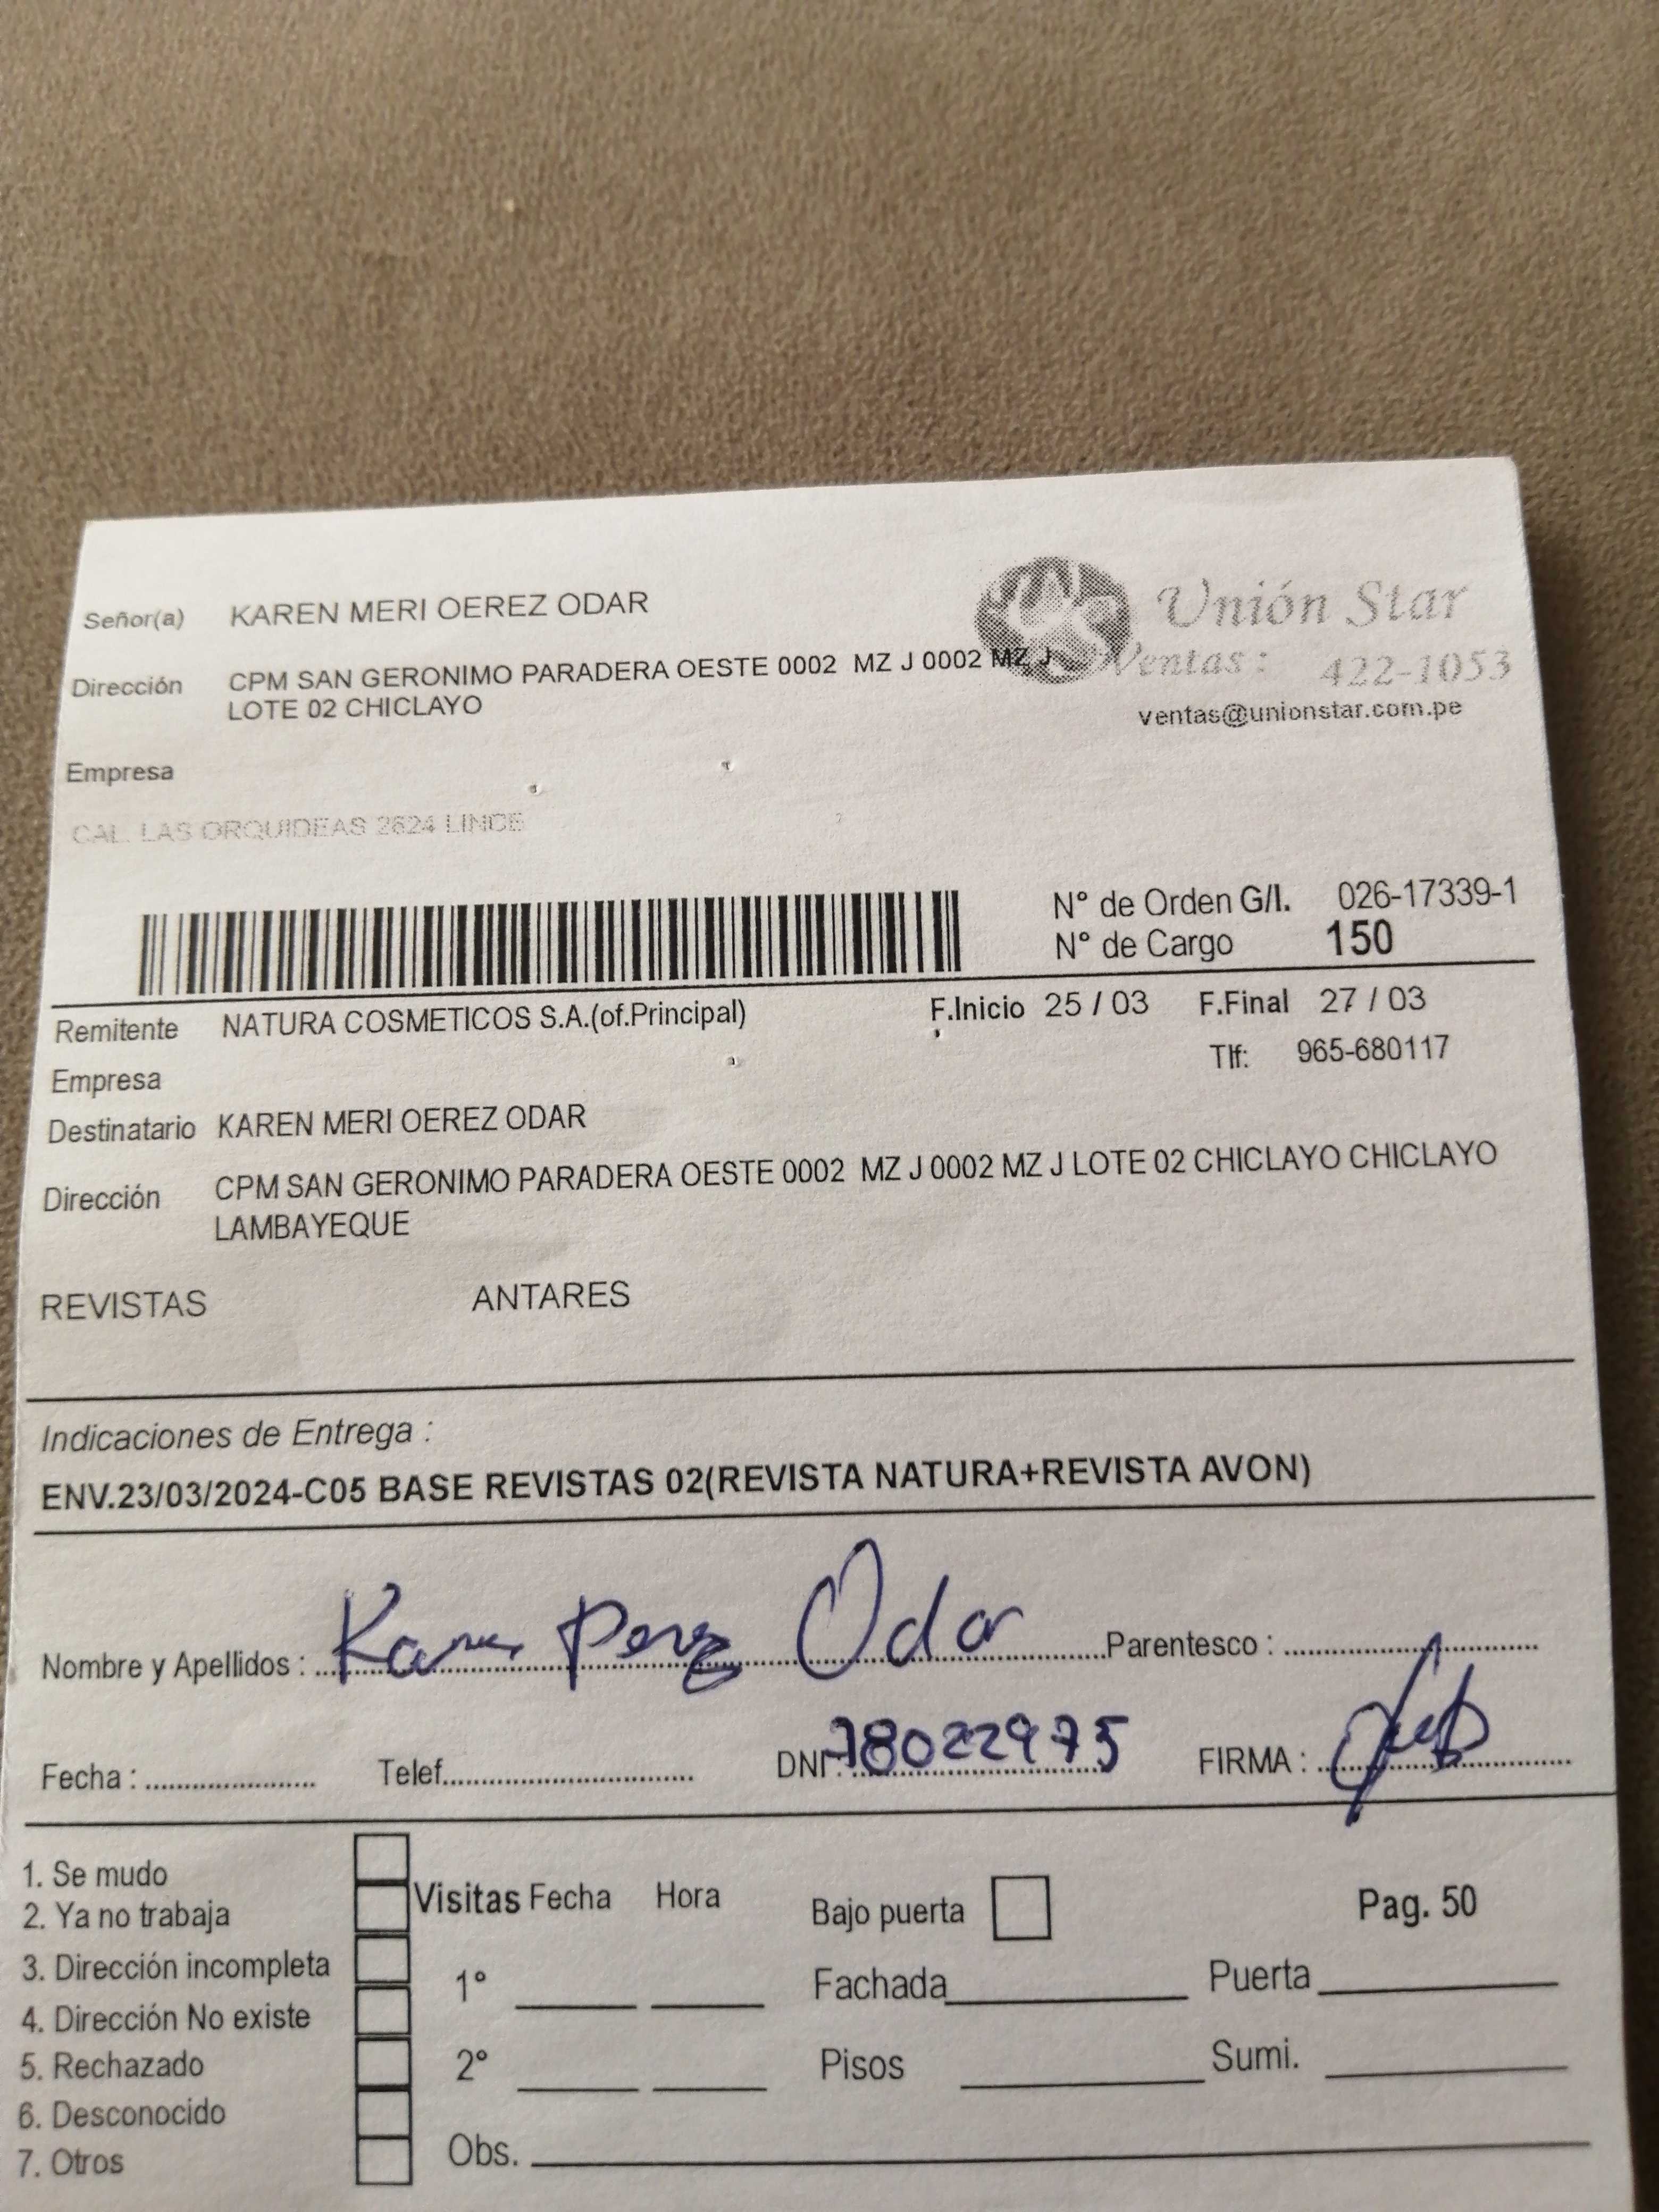 Señor(a) KAREN MERI OEREZ ODAR
Unión Star
Dirección CPM SAN GERONIMO PARADERA OESTE 0002 MZ J 0002 MZ J
LOTE 02 CHICLAYO
Ventas: 422-1053
ventas@unionstar.com.pe
Empresa
CAL. LAS ORQUIDEAS 2624 LINCE
N° de Orden G/I. 026-17339-1
N° de Cargo 150
Remitente NATURA COSMETICOS S.A.(of.Principal) F.Inicio 25 / 03 F.Final 27 / 03
Tlf: 965-680117
Empresa
Destinatario KAREN MERI OEREZ ODAR
Dirección CPM SAN GERONIMO PARADERA OESTE 0002 MZ J 0002 MZ J LOTE 02 CHICLAYO CHICLAYO
LAMBAYEQUE
REVISTAS ANTARES
Indicaciones de Entrega :
ENV.23/03/2024-C05 BASE REVISTAS 02(REVISTA NATURA+REVISTA AVON)
Nombre y Apellidos : Karen Perez Odar Parentesco :
Fecha : Telef. DNI: 78022975 FIRMA :
1. Se mudo
2. Ya no trabaja
3. Dirección incompleta
4. Dirección No existe
5. Rechazado
6. Desconocido
7. Otros
Visitas Fecha Hora
1°
2°
Obs.
Bajo puerta
Pag. 50
Fachada Puerta
Pisos Sumi.